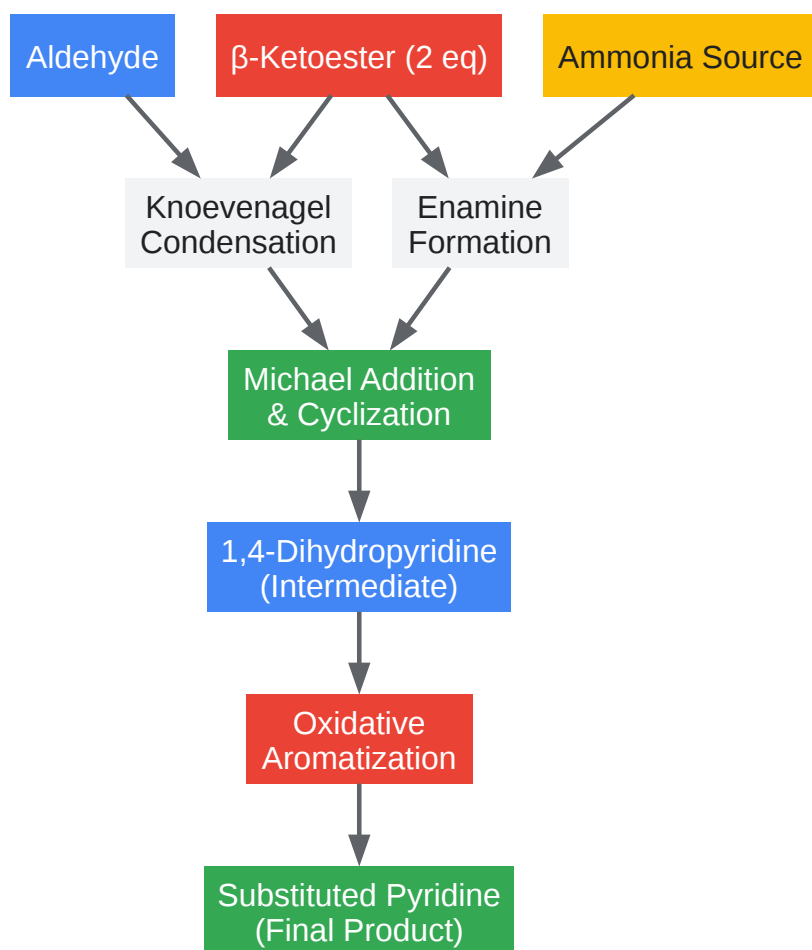 Aldehyde
β-Ketoester (2 eq)
Ammonia Source
Knoevenagel
Condensation
Enamine
Formation
Michael Addition
& Cyclization
1,4-Dihydropyridine
(Intermediate)
Oxidative
Aromatization
Substituted Pyridine
(Final Product)